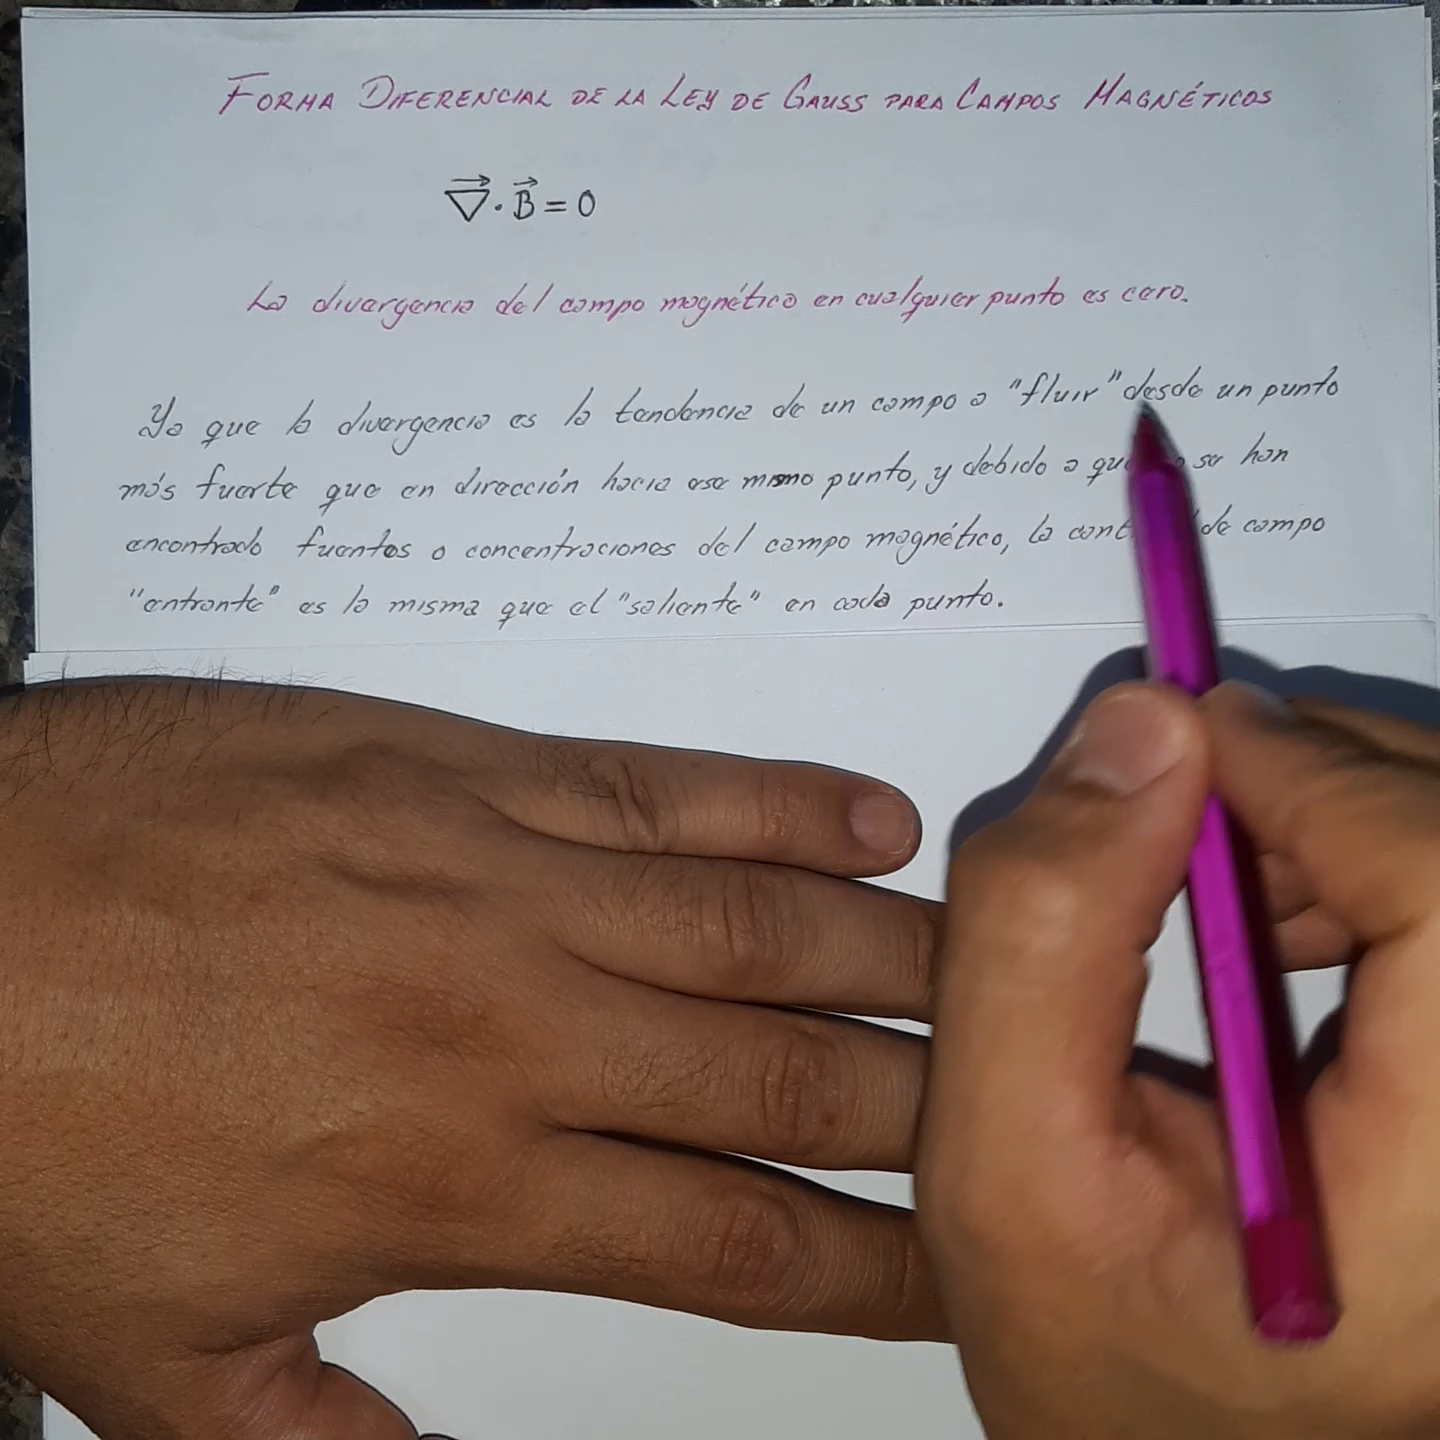 FORMA DIFERENCIAL DE LA LEY DE GAUSS PARA CAMPOS MAGNÉTICOS
∇⃗ · B⃗ = 0
La divergencia del campo magnético en cualquier punto es cero.
Ya que la divergencia es la tendencia de un campo a "fluir" desde un punto
más fuerte que en dirección hacia ese mismo punto, y debido a que se han
encontrado fuentes o concentraciones del campo magnético, la de campo
"entrante" es la misma que el "saliente" en cada punto.